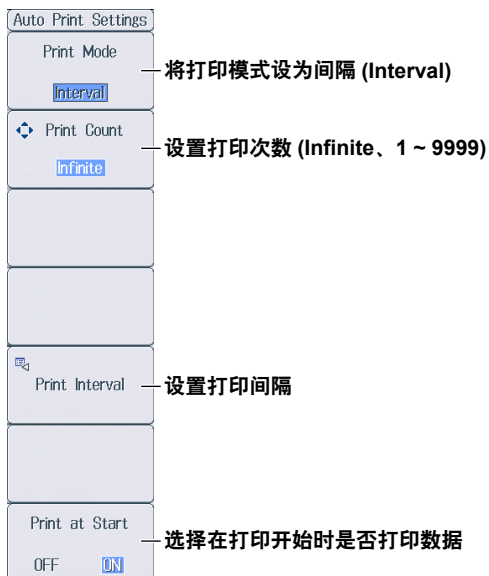 Auto Print Settings
Print Mode
Interval
将打印模式设为间隔 (Interval)
Print Count
Infinite
设置打印次数 (Infinite、1 ~ 9999)
Print Interval
设置打印间隔
Print at Start
OFF ON
选择在打印开始时是否打印数据